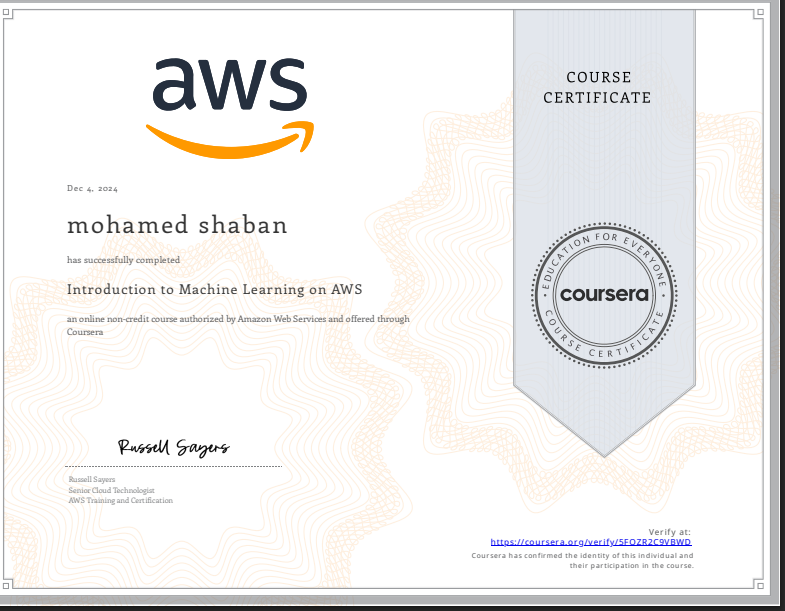 aws
COURSE
CERTIFICATE
Dec 4, 2024
mohamed shaban
has successfully completed
Introduction to Machine Learning on AWS
an online non-credit course authorized by Amazon Web Services and offered through
Coursera
EDUCATION FOR EVERYONE
coursera
COURSE CERTIFICATE
Russell Sayers
Russell Sayers
Senior Cloud Technologist
AWS Training and Certification
Verify at:
https://coursera.org/verify/5FOZR2C9VBWD
Coursera has confirmed the identity of this individual and
their participation in the course.